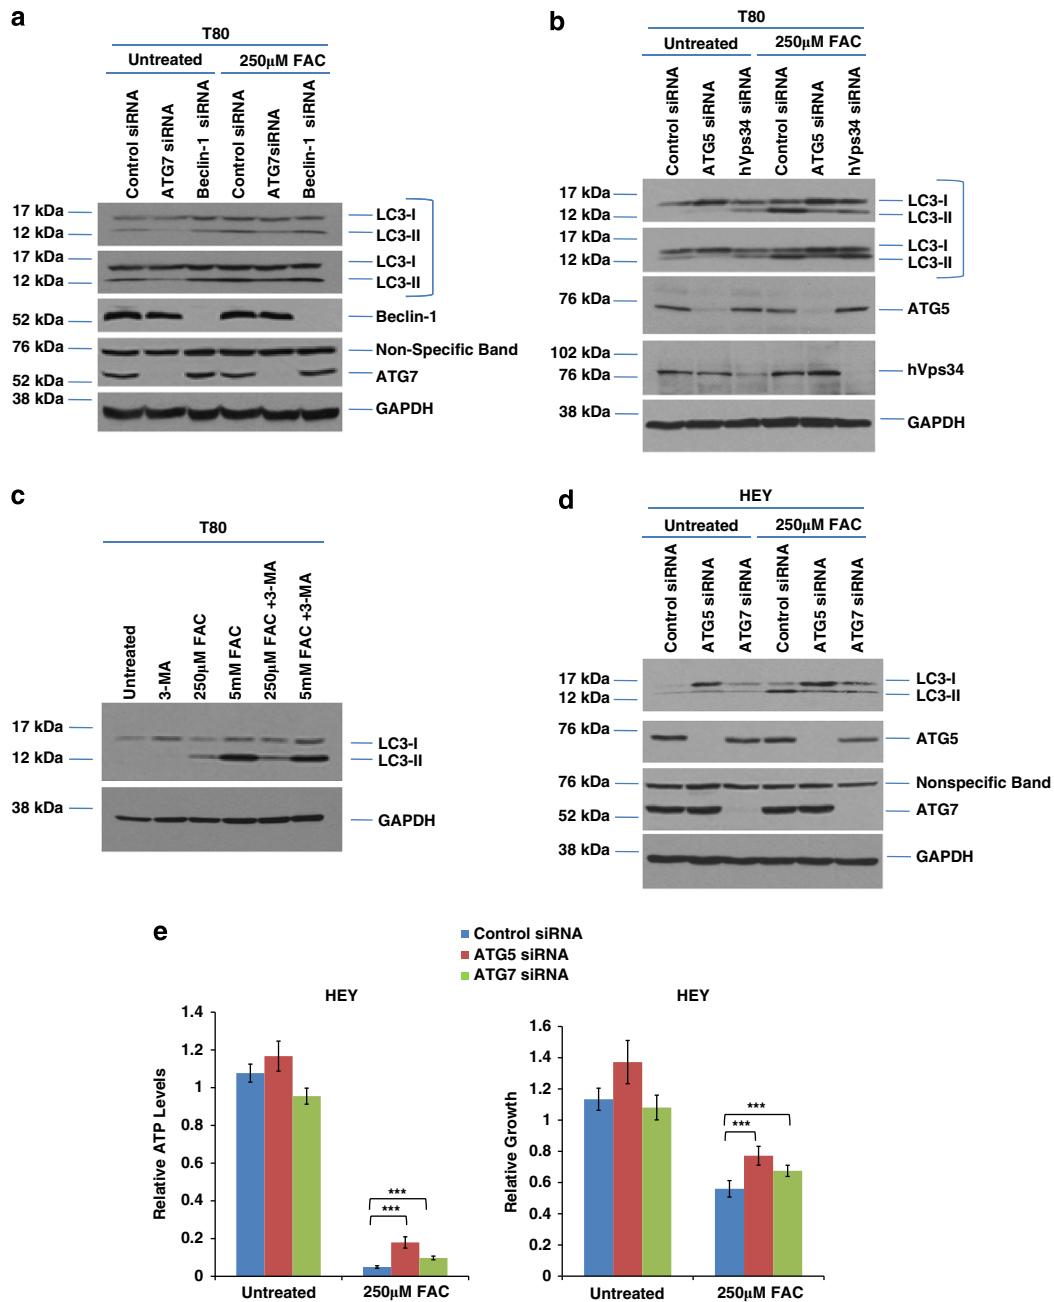 a
T80
Untreated
250μM FAC
Control siRNA
ATG7 siRNA
Beclin-1 siRNA
Control siRNA
ATG7siRNA
Beclin-1 siRNA
17 kDa
LC3-I
12 kDa
LC3-II
17 kDa
LC3-I
12 kDa
LC3-II
52 kDa
Beclin-1
76 kDa
Non-Specific Band
52 kDa
ATG7
38 kDa
GAPDH
b
T80
Untreated
250μM FAC
Control siRNA
ATG5 siRNA
hVps34 siRNA
Control siRNA
ATG5 siRNA
hVps34 siRNA
17 kDa
LC3-I
12 kDa
LC3-II
17 kDa
LC3-I
12 kDa
LC3-II
76 kDa
ATG5
102 kDa
76 kDa
hVps34
38 kDa
GAPDH
c
T80
Untreated
3-MA
250μM FAC
5mM FAC
250μM FAC +3-MA
5mM FAC +3-MA
17 kDa
LC3-I
12 kDa
LC3-II
38 kDa
GAPDH
d
HEY
Untreated
250μM FAC
Control siRNA
ATG5 siRNA
ATG7 siRNA
Control siRNA
ATG5 siRNA
ATG7 siRNA
17 kDa
LC3-I
12 kDa
LC3-II
76 kDa
ATG5
76 kDa
Nonspecific Band
52 kDa
ATG7
38 kDa
GAPDH
e
Control siRNA
ATG5 siRNA
ATG7 siRNA
HEY
Relative ATP Levels
1.4
1.2
1
0.8
0.6
0.4
0.2
0
***
***
Untreated
250μM FAC
HEY
Relative Growth
1.6
1.4
1.2
1
0.8
0.6
0.4
0.2
0
***
***
Untreated
250μM FAC